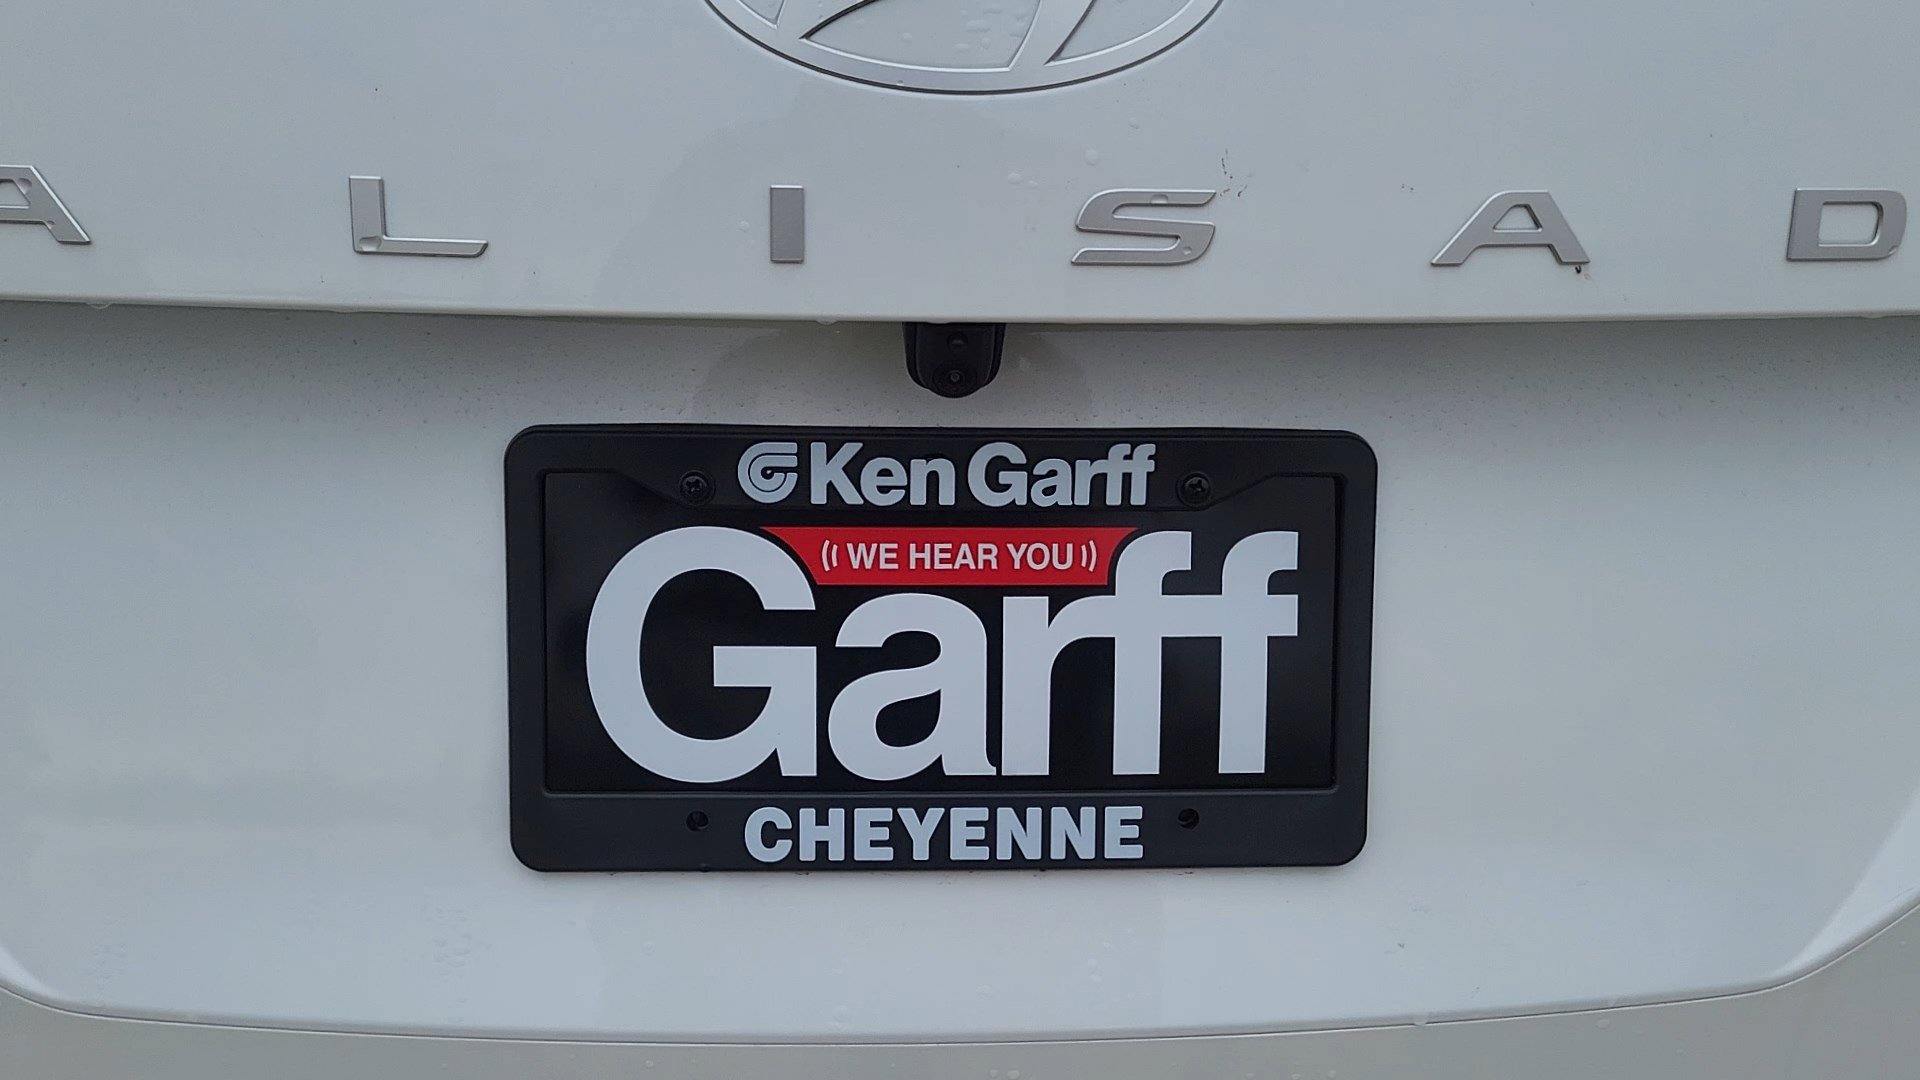 ALISAD
Ken Garff
WE HEAR YOU
Garff
CHEYENNE